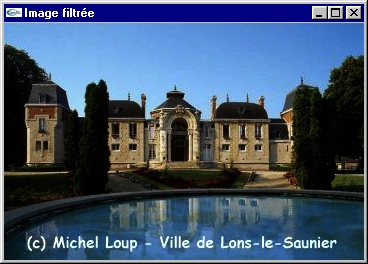 Image filtrée
(c) Michel Loup - Ville de Lons-le-Saunier